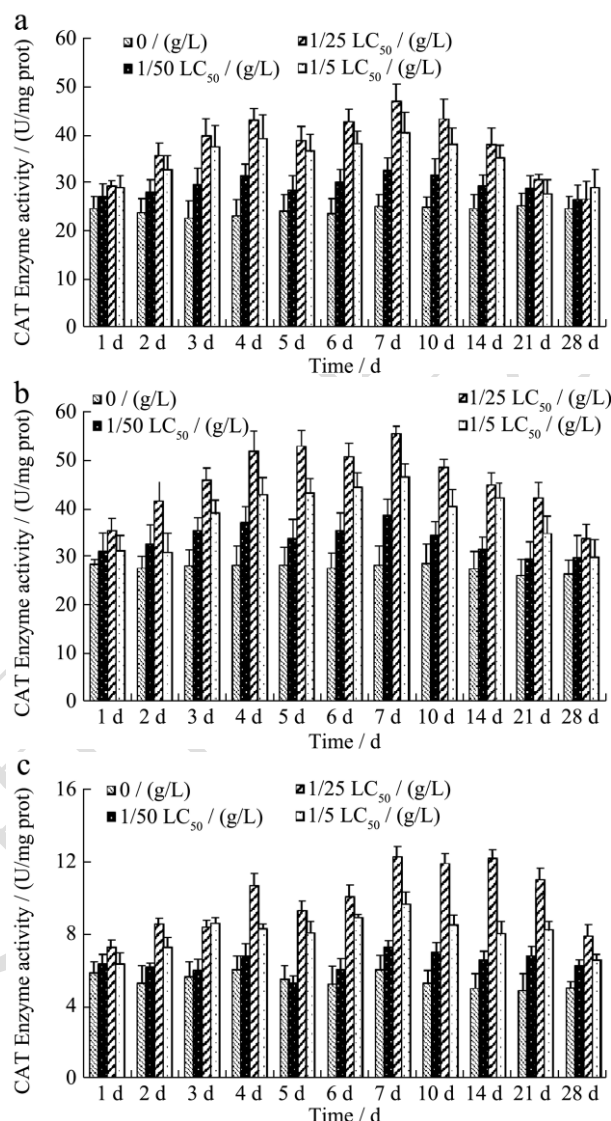 a
CAT Enzyme activity / (U/mg prot)
0 / (g/L)
1/25 LC50 / (g/L)
1/50 LC50 / (g/L)
1/5 LC50 / (g/L)
60
50
40
30
20
10
0
1 d 2 d 3 d 4 d 5 d 6 d 7 d 10 d 14 d 21 d 28 d
Time / d
b
CAT Enzyme activity / (U/mg prot)
0 / (g/L)
1/25 LC50 / (g/L)
1/50 LC50 / (g/L)
1/5 LC50 / (g/L)
60
50
40
30
20
10
0
1 d 2 d 3 d 4 d 5 d 6 d 7 d 10 d 14 d 21 d 28 d
Time / d
c
CAT Enzyme activity / (U/mg prot)
0 / (g/L)
1/25 LC50 / (g/L)
1/50 LC50 / (g/L)
1/5 LC50 / (g/L)
16
12
8
4
0
1 d 2 d 3 d 4 d 5 d 6 d 7 d 10 d 14 d 21 d 28 d
Time / d